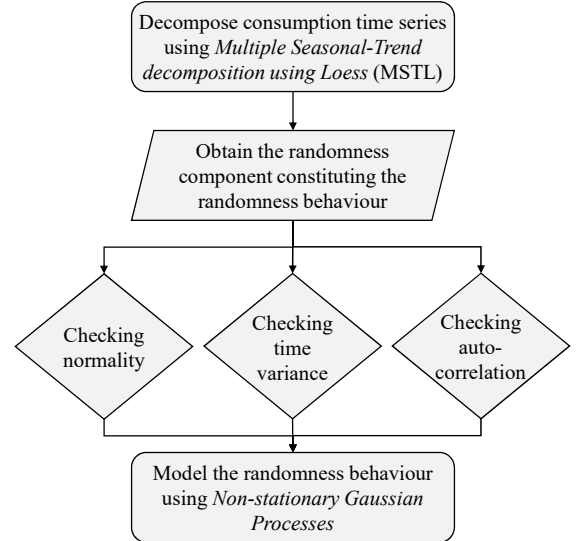 Decompose consumption time series
using Multiple Seasonal-Trend
decomposition using Loess (MSTL)
Obtain the randomness
component constituting the
randomness behaviour
Checking
normality
Checking
time
variance
Checking
auto-
correlation
Model the randomness behaviour
using Non-stationary Gaussian
Processes